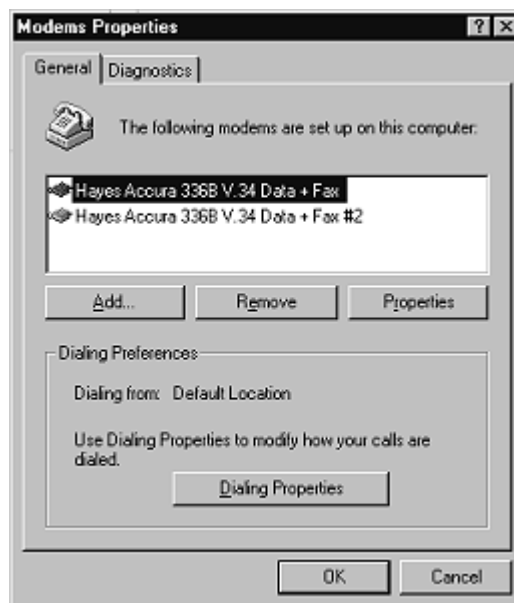 Modems Properties
General
Diagnostics
The following modems are set up on this computer:
Hayes Accura 336B V.34 Data + Fax
Hayes Accura 336B V.34 Data + Fax #2
Add...
Remove
Properties
Dialing Preferences
Dialing from: Default Location
Use Dialing Properties to modify how your calls are
dialed.
Dialing Properties
OK
Cancel